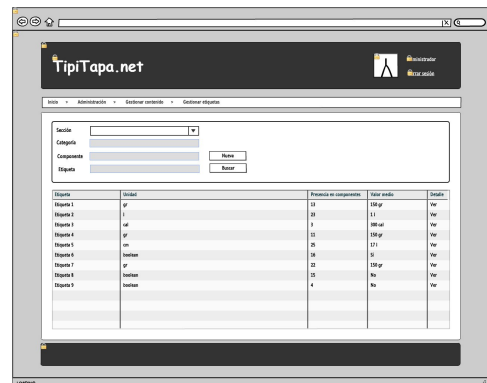 TipiTapa.net
Administrador
Cerrar sesión
Inicio » Administración » Gestionar contenido » Gestionar etiquetas
Sección
Categoría
Componente Nueva
Etiqueta Buscar
Etiqueta Unidad Presencia en componentes Valor medio Detalle
Etiqueta 1 gr 13 150 gr Ver
Etiqueta 2 l 23 1 l Ver
Etiqueta 3 cal 3 300 cal Ver
Etiqueta 4 gr 11 150 gr Ver
Etiqueta 5 cm 25 17 l Ver
Etiqueta 6 boolean 16 Si Ver
Etiqueta 7 gr 22 150 gr Ver
Etiqueta 8 boolean 15 No Ver
Etiqueta 9 boolean 4 No Ver